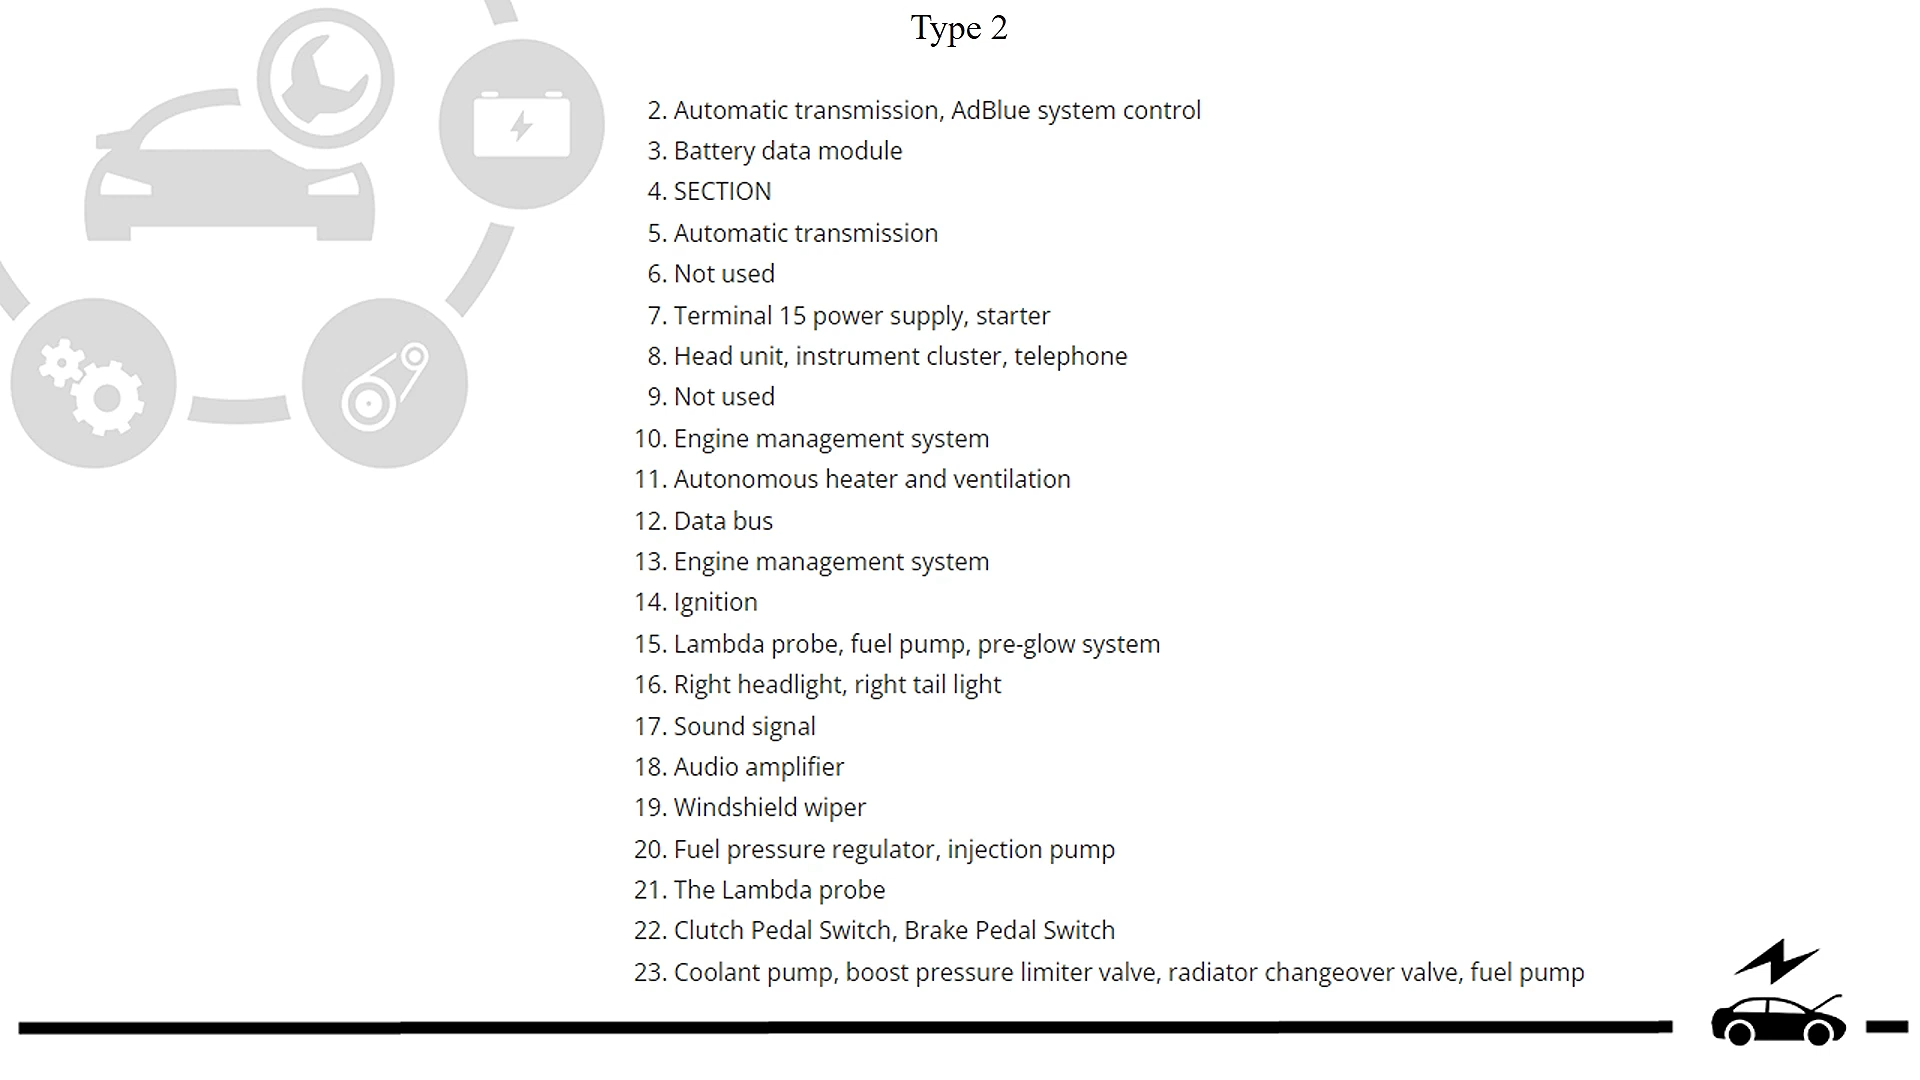 Type 2
2. Automatic transmission, AdBlue system control
3. Battery data module
4. SECTION
5. Automatic transmission
6. Not used
7. Terminal 15 power supply, starter
8. Head unit, instrument cluster, telephone
9. Not used
10. Engine management system
11. Autonomous heater and ventilation
12. Data bus
13. Engine management system
14. Ignition
15. Lambda probe, fuel pump, pre-glow system
16. Right headlight, right tail light
17. Sound signal
18. Audio amplifier
19. Windshield wiper
20. Fuel pressure regulator, injection pump
21. The Lambda probe
22. Clutch Pedal Switch, Brake Pedal Switch
23. Coolant pump, boost pressure limiter valve, radiator changeover valve, fuel pump